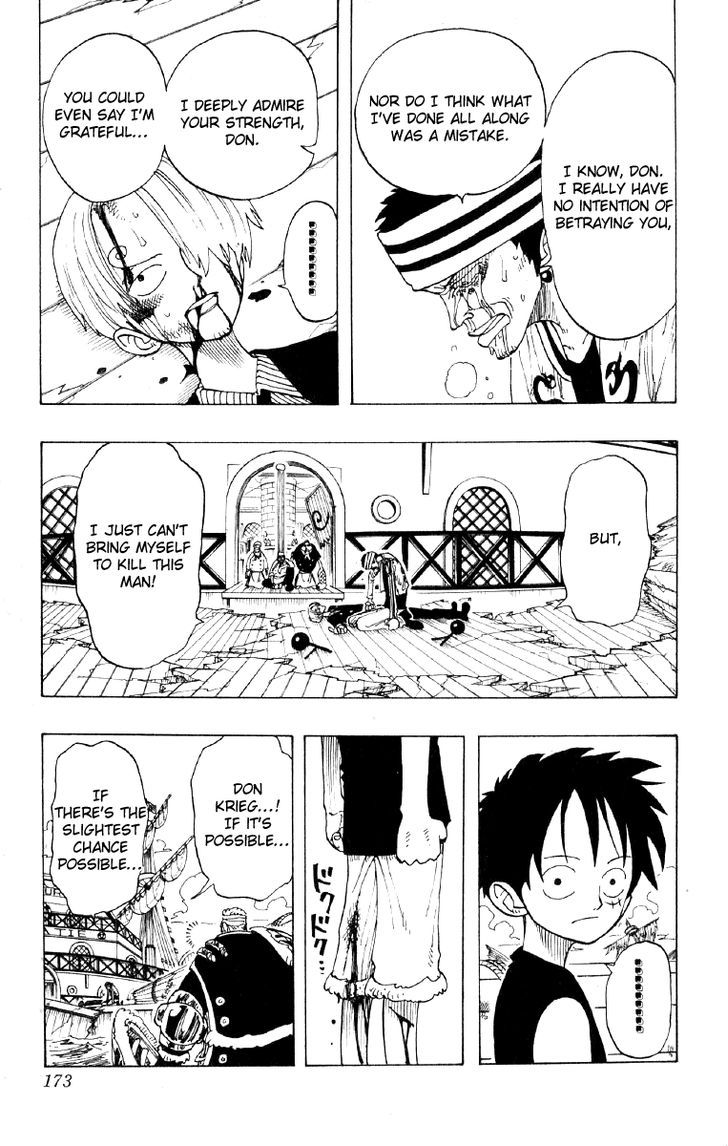 I KNOW, DON.
I REALLY HAVE
NO INTENTION OF
BETRAYING YOU,
NOR DO I THINK WHAT
I'VE DONE ALL ALONG
WAS A MISTAKE.
I DEEPLY ADMIRE
YOUR STRENGTH,
DON.
YOU COULD
EVEN SAY I'M
GRATEFUL...
BUT,
I JUST CAN'T
BRING MYSELF
TO KILL THIS
MAN!
DON
KRIEG...!
IF IT'S
POSSIBLE...
IF
THERE'S THE
SLIGHTEST
CHANCE
POSSIBLE...
173